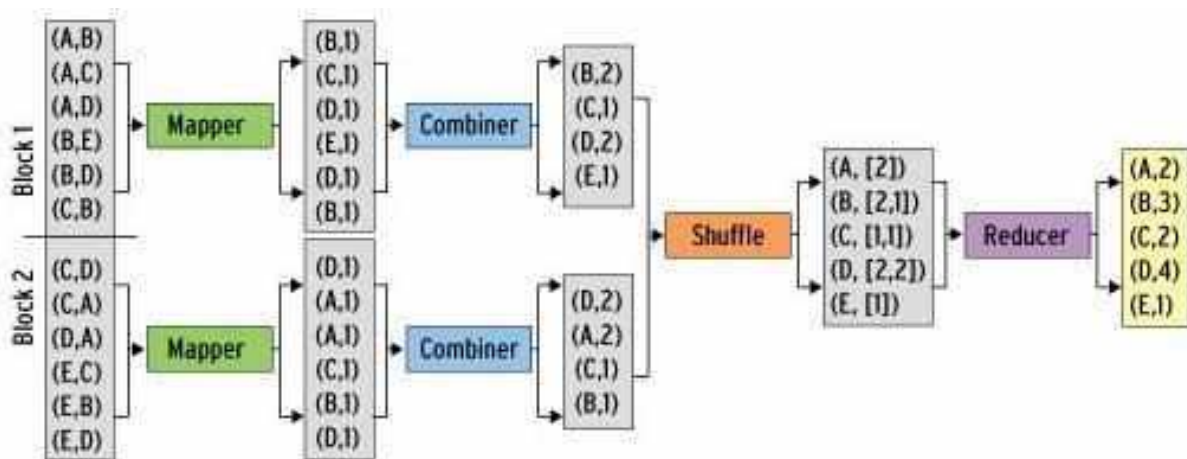 Block 1
(A,B)
(A,C)
(A,D)
(B,E)
(B,D)
(C,B)
Mapper
(B,1)
(C,1)
(D,1)
(E,1)
(D,1)
(B,1)
Combiner
(B,2)
(C,1)
(D,2)
(E,1)
Block 2
(C,D)
(C,A)
(D,A)
(E,C)
(E,B)
(E,D)
Mapper
(D,1)
(A,1)
(A,1)
(C,1)
(B,1)
(D,1)
Combiner
(D,2)
(A,2)
(C,1)
(B,1)
Shuffle
(A, [2])
(B, [2,1])
(C, [1,1])
(D, [2,2])
(E, [1])
Reducer
(A,2)
(B,3)
(C,2)
(D,4)
(E,1)